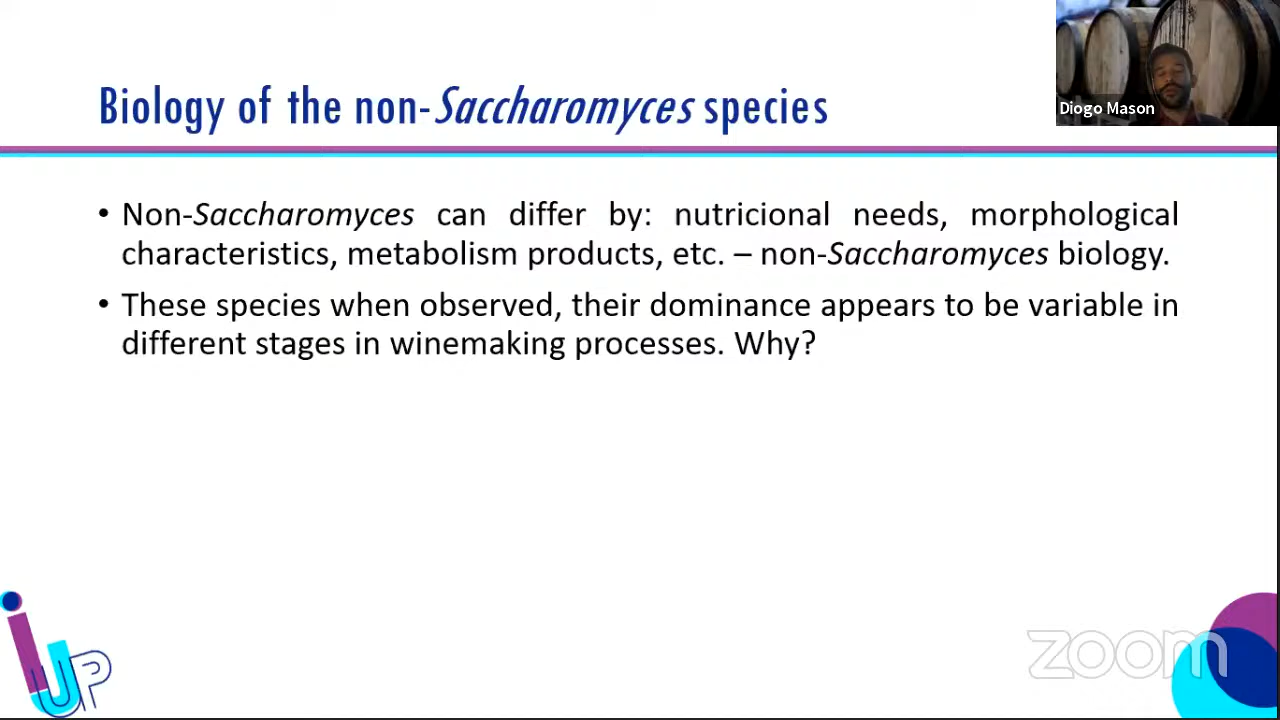 Biology of the non-Saccharomyces species
Diogo Mason
• Non-Saccharomyces can differ by: nutricional needs, morphological
characteristics, metabolism products, etc. – non-Saccharomyces biology.
• These species when observed, their dominance appears to be variable in
different stages in winemaking processes. Why?
iUP
zoom